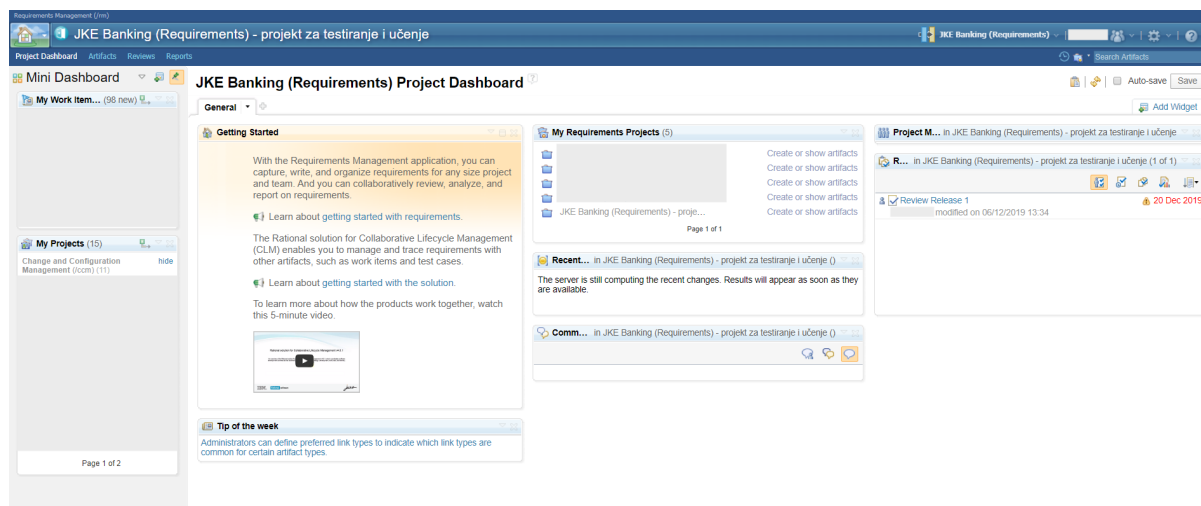 Requirements Management (/rm)
JKE Banking (Requirements) - projekt za testiranje i učenje
JKE Banking (Requirements)
Project Dashboard Artifacts Reviews Reports
Search Artifacts
Mini Dashboard
My Work Item... (98 new)
My Projects (15)
Change and Configuration Management (/ccm) (11)
hide
Page 1 of 2
JKE Banking (Requirements) Project Dashboard
Auto-save Save
General
Add Widget
Getting Started
With the Requirements Management application, you can
capture, write, and organize requirements for any size project
and team. And you can collaboratively review, analyze, and
report on requirements.
Learn about getting started with requirements.
The Rational solution for Collaborative Lifecycle Management
(CLM) enables you to manage and trace requirements with
other artifacts, such as work items and test cases.
Learn about getting started with the solution.
To learn more about how the products work together, watch
this 5-minute video.
Tip of the week
Administrators can define preferred link types to indicate which link types are
common for certain artifact types.
My Requirements Projects (5)
Create or show artifacts
Create or show artifacts
Create or show artifacts
Create or show artifacts
JKE Banking (Requirements) - proje... Create or show artifacts
Page 1 of 1
Recent... in JKE Banking (Requirements) - projekt za testiranje i učenje ()
The server is still computing the recent changes. Results will appear as soon as they
are available.
Comm... in JKE Banking (Requirements) - projekt za testiranje i učenje ()
Project M... in JKE Banking (Requirements) - projekt za testiranje i učenje
R... in JKE Banking (Requirements) - projekt za testiranje i učenje (1 of 1)
Review Release 1 20 Dec 2019
modified on 06/12/2019 13:34